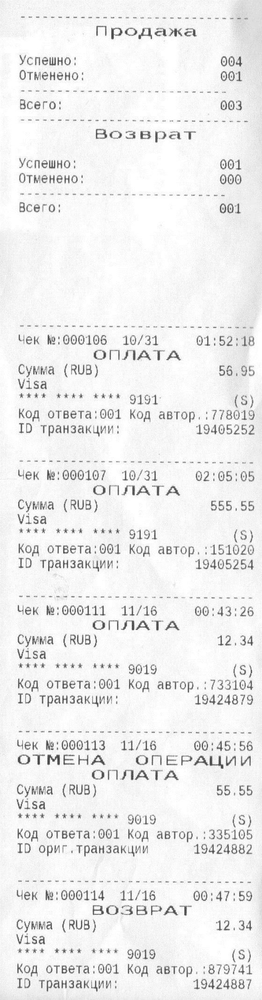 Продажа
Успешно: 004
Отменено: 001
Всего: 003
Возврат
Успешно: 001
Отменено: 000
Всего: 001
Чек №:000106 10/31 01:52:18
ОПЛАТА
Сумма (RUB) 56.95
Visa
**** **** **** 9191 (S)
Код ответа:001 Код автор.:778019
ID транзакции: 19405252
Чек №:000107 10/31 02:05:05
ОПЛАТА
Сумма (RUB) 555.55
Visa
**** **** **** 9191 (S)
Код ответа:001 Код автор.:151020
ID транзакции: 19405254
Чек №:000111 11/16 00:43:26
ОПЛАТА
Сумма (RUB) 12.34
Visa
**** **** **** 9019 (S)
Код ответа:001 Код автор.:733104
ID транзакции: 19424879
Чек №:000113 11/16 00:45:56
ОТМЕНА ОПЕРАЦИИ
ОПЛАТА
Сумма (RUB) 55.55
Visa
**** **** **** 9019 (S)
Код ответа:001 Код автор.:335105
ID ориг.транзакции 19424882
Чек №:000114 11/16 00:47:59
ВОЗВРАТ
Сумма (RUB) 12.34
Visa
**** **** **** 9019 (S)
Код ответа:001 Код автор.:879741
ID транзакции: 19424887